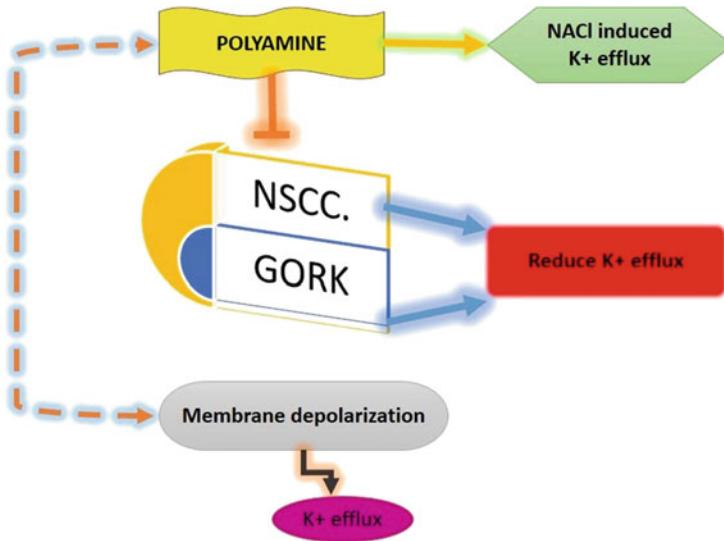 POLYAMINE
NACl induced
K+ efflux
NSCC.
GORK
Reduce K+ efflux
Membrane depolarization
K+ efflux